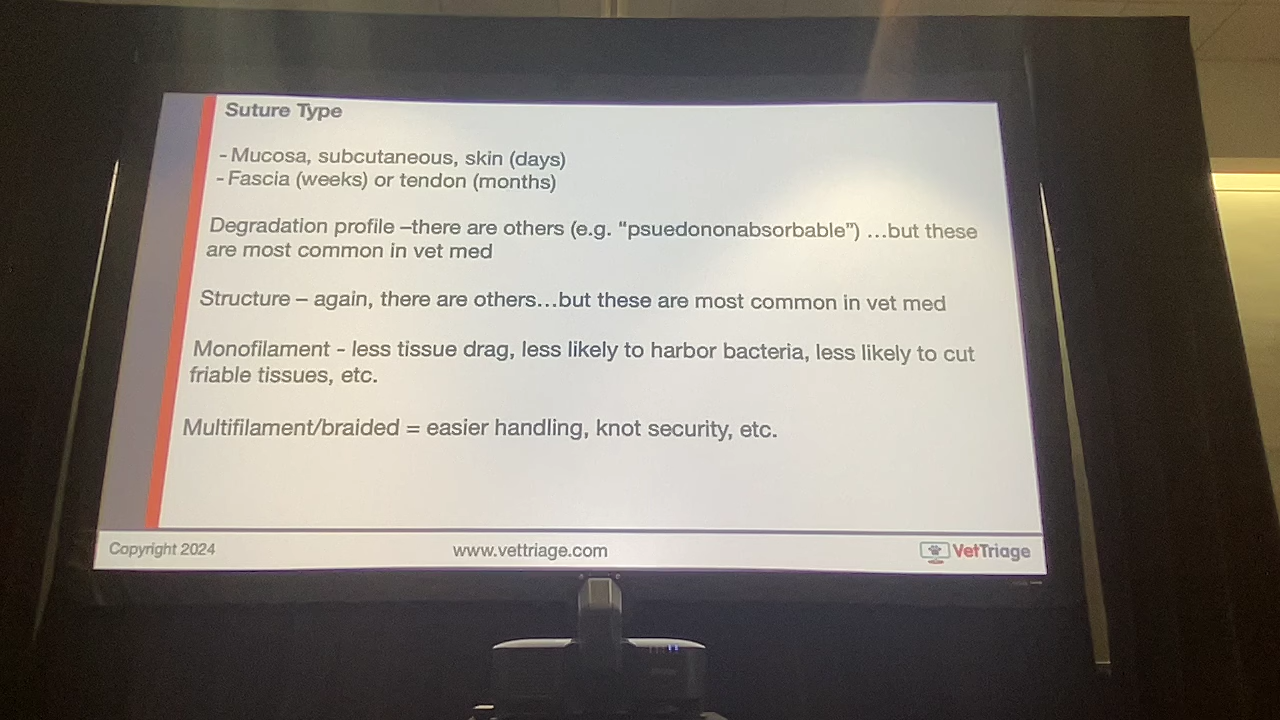 Suture Type
- Mucosa, subcutaneous, skin (days)
- Fascia (weeks) or tendon (months)
Degradation profile –there are others (e.g. “psuedononabsorbable”) …but these
are most common in vet med
Structure – again, there are others…but these are most common in vet med
Monofilament - less tissue drag, less likely to harbor bacteria, less likely to cut
friable tissues, etc.
Multifilament/braided = easier handling, knot security, etc.
Copyright 2024
www.vettriage.com
VetTriage